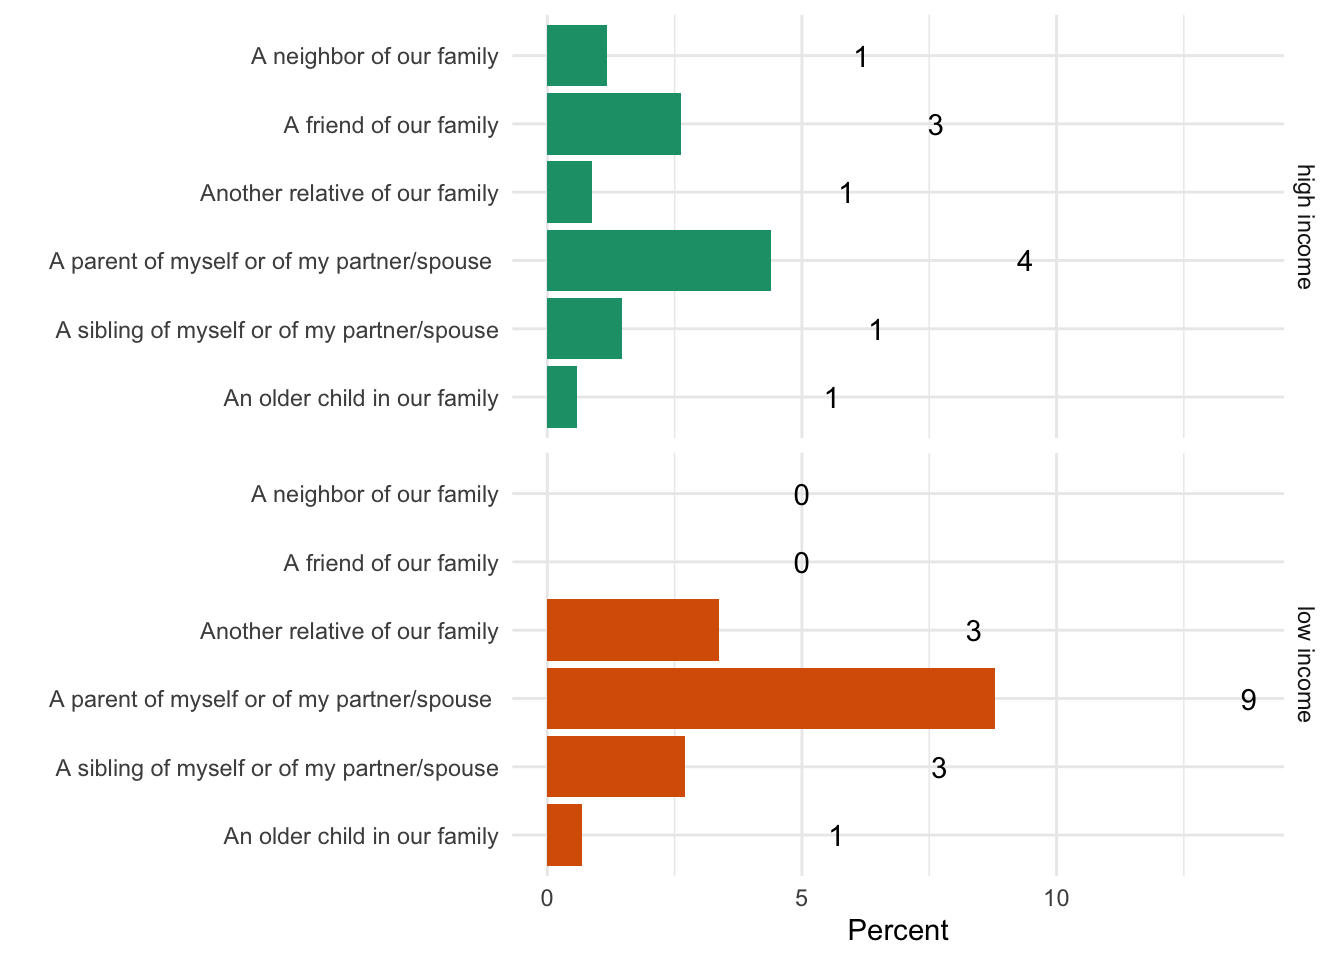 A neighbor of our family 1
A friend of our family 3
Another relative of our family 1
A parent of myself or of my partner/spouse 4
A sibling of myself or of my partner/spouse 1
An older child in our family 1
high income
A neighbor of our family 0
A friend of our family 0
Another relative of our family 3
A parent of myself or of my partner/spouse 9
A sibling of myself or of my partner/spouse 3
An older child in our family 1
low income
0 5 10
Percent